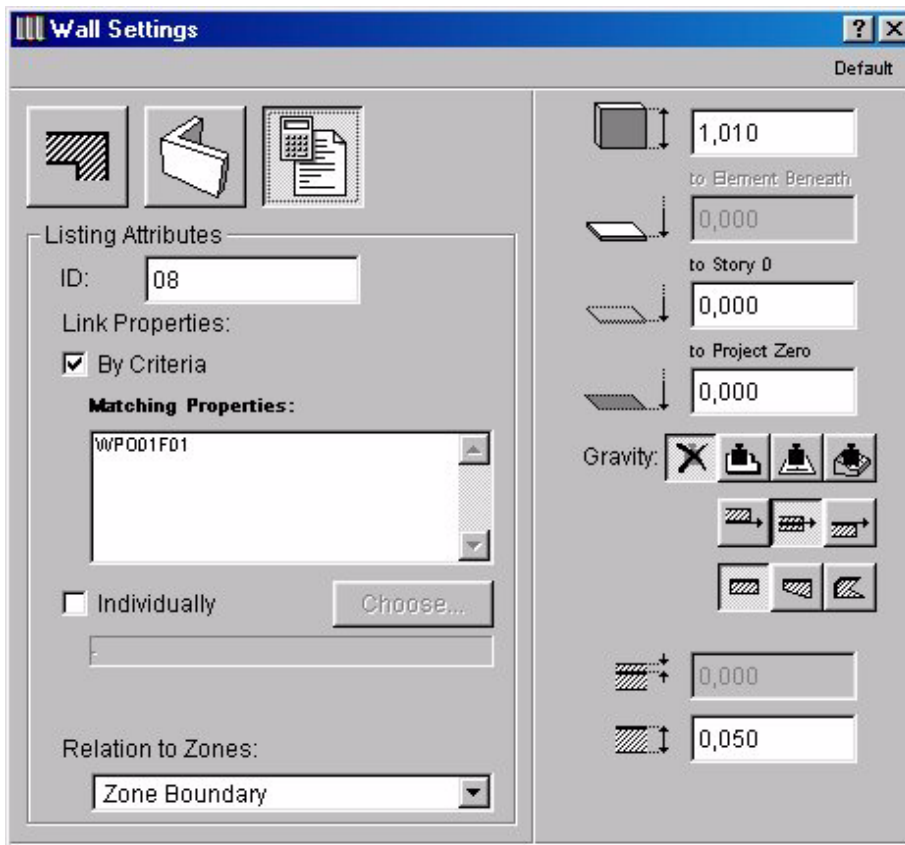 Wall Settings
Default
Listing Attributes
ID: 08
Link Properties:
By Criteria
Matching Properties:
WP001F01
Individually
Choose...
-
Relation to Zones:
Zone Boundary
1,010
to Element Beneath
0,000
to Story 0
0,000
to Project Zero
0,000
Gravity:
0,000
0,050